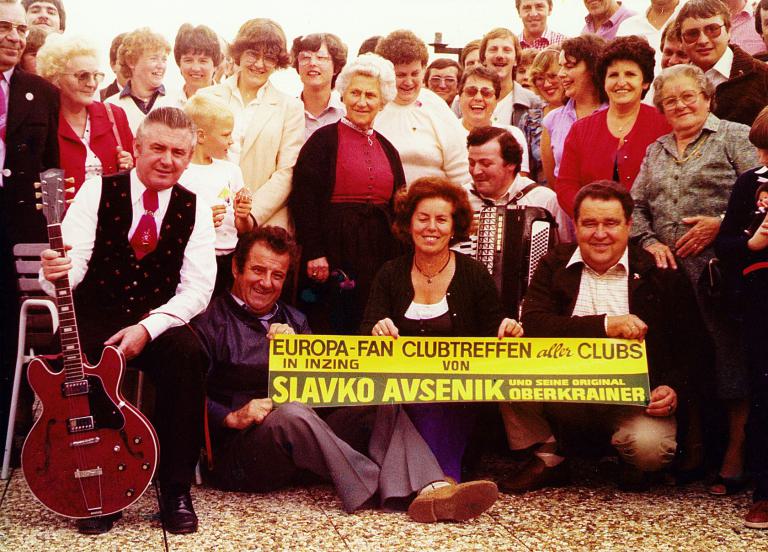 EUROPA-FAN CLUBTREFFEN aller CLUBS
IN INZING VON
SLAVKO AVSENIK UND SEINE ORIGINAL
OBERKRAINER